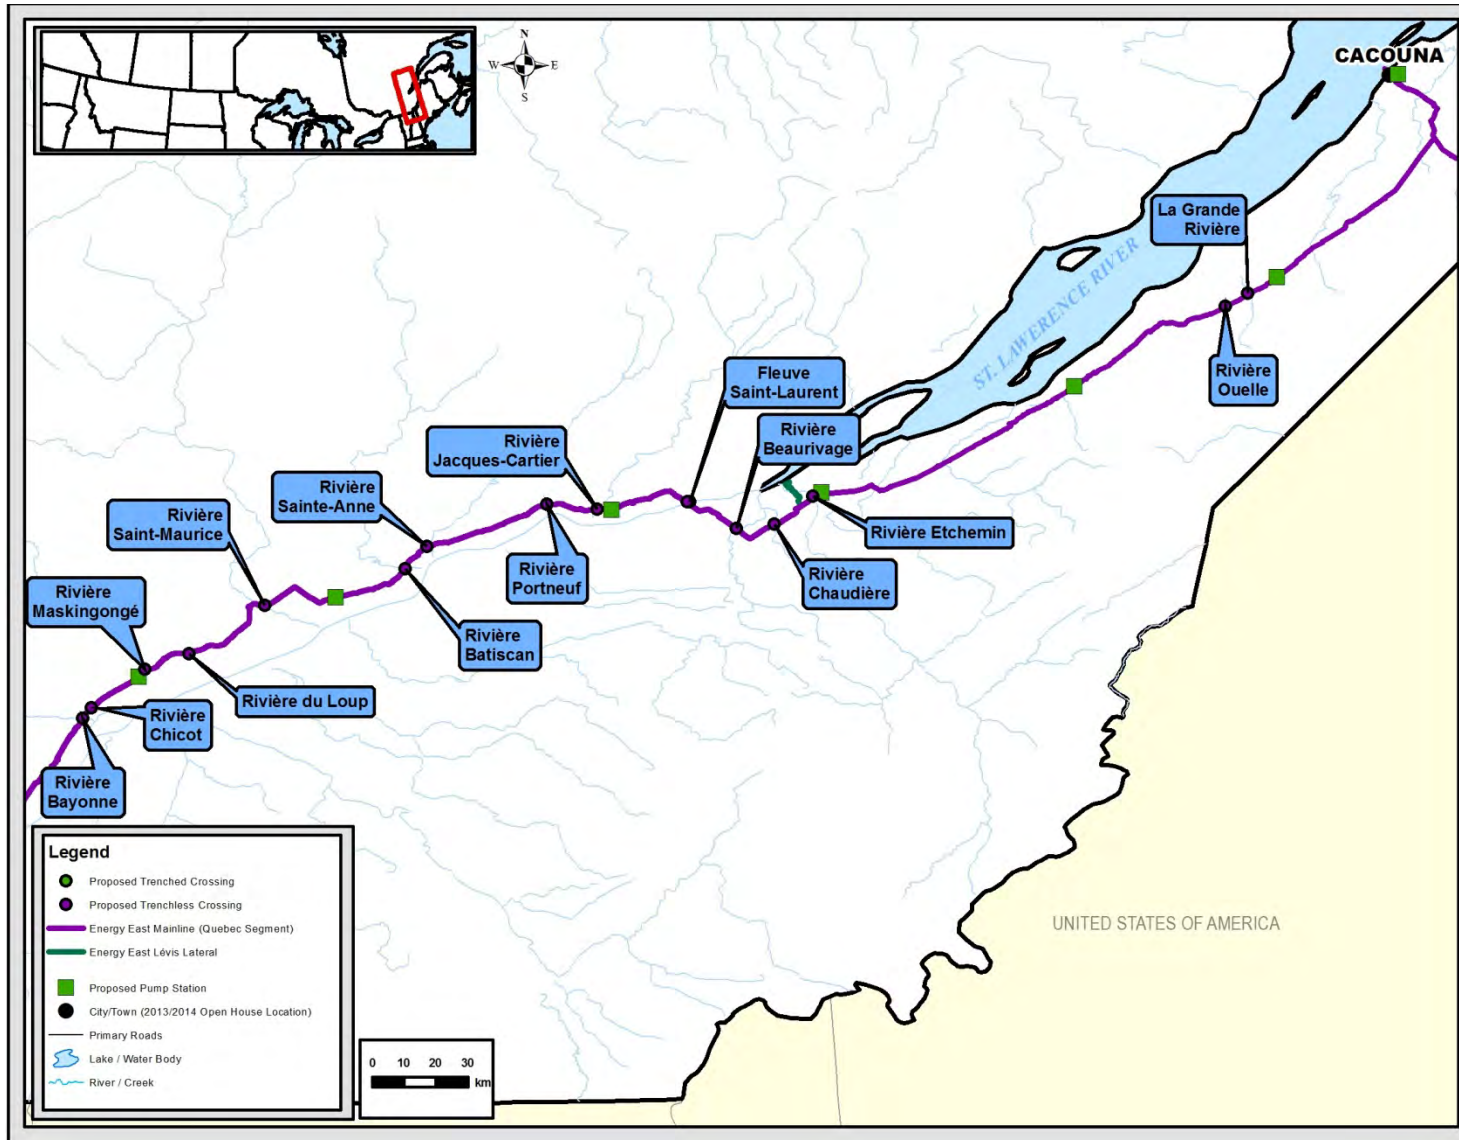 N
W
E
S
CACOUNA
La Grande
Rivière
ST. LAWERENCE RIVER
Rivière
Ouelle
Fleuve
Saint-Laurent
Rivière
Beaurivage
Rivière
Jacques-Cartier
Rivière
Sainte-Anne
Rivière
Saint-Maurice
Rivière Etchemin
Rivière
Portneuf
Rivière
Chaudière
Rivière
Maskingongé
Rivière
Batiscan
Rivière du Loup
Rivière
Chicot
Rivière
Bayonne
UNITED STATES OF AMERICA
Legend
Proposed Trenched Crossing
Proposed Trenchless Crossing
Energy East Mainline (Quebec Segment)
Energy East Lévis Lateral
Proposed Pump Station
City/Town (2013/2014 Open House Location)
Primary Roads
Lake / Water Body
River / Creek
0 10 20 30
km